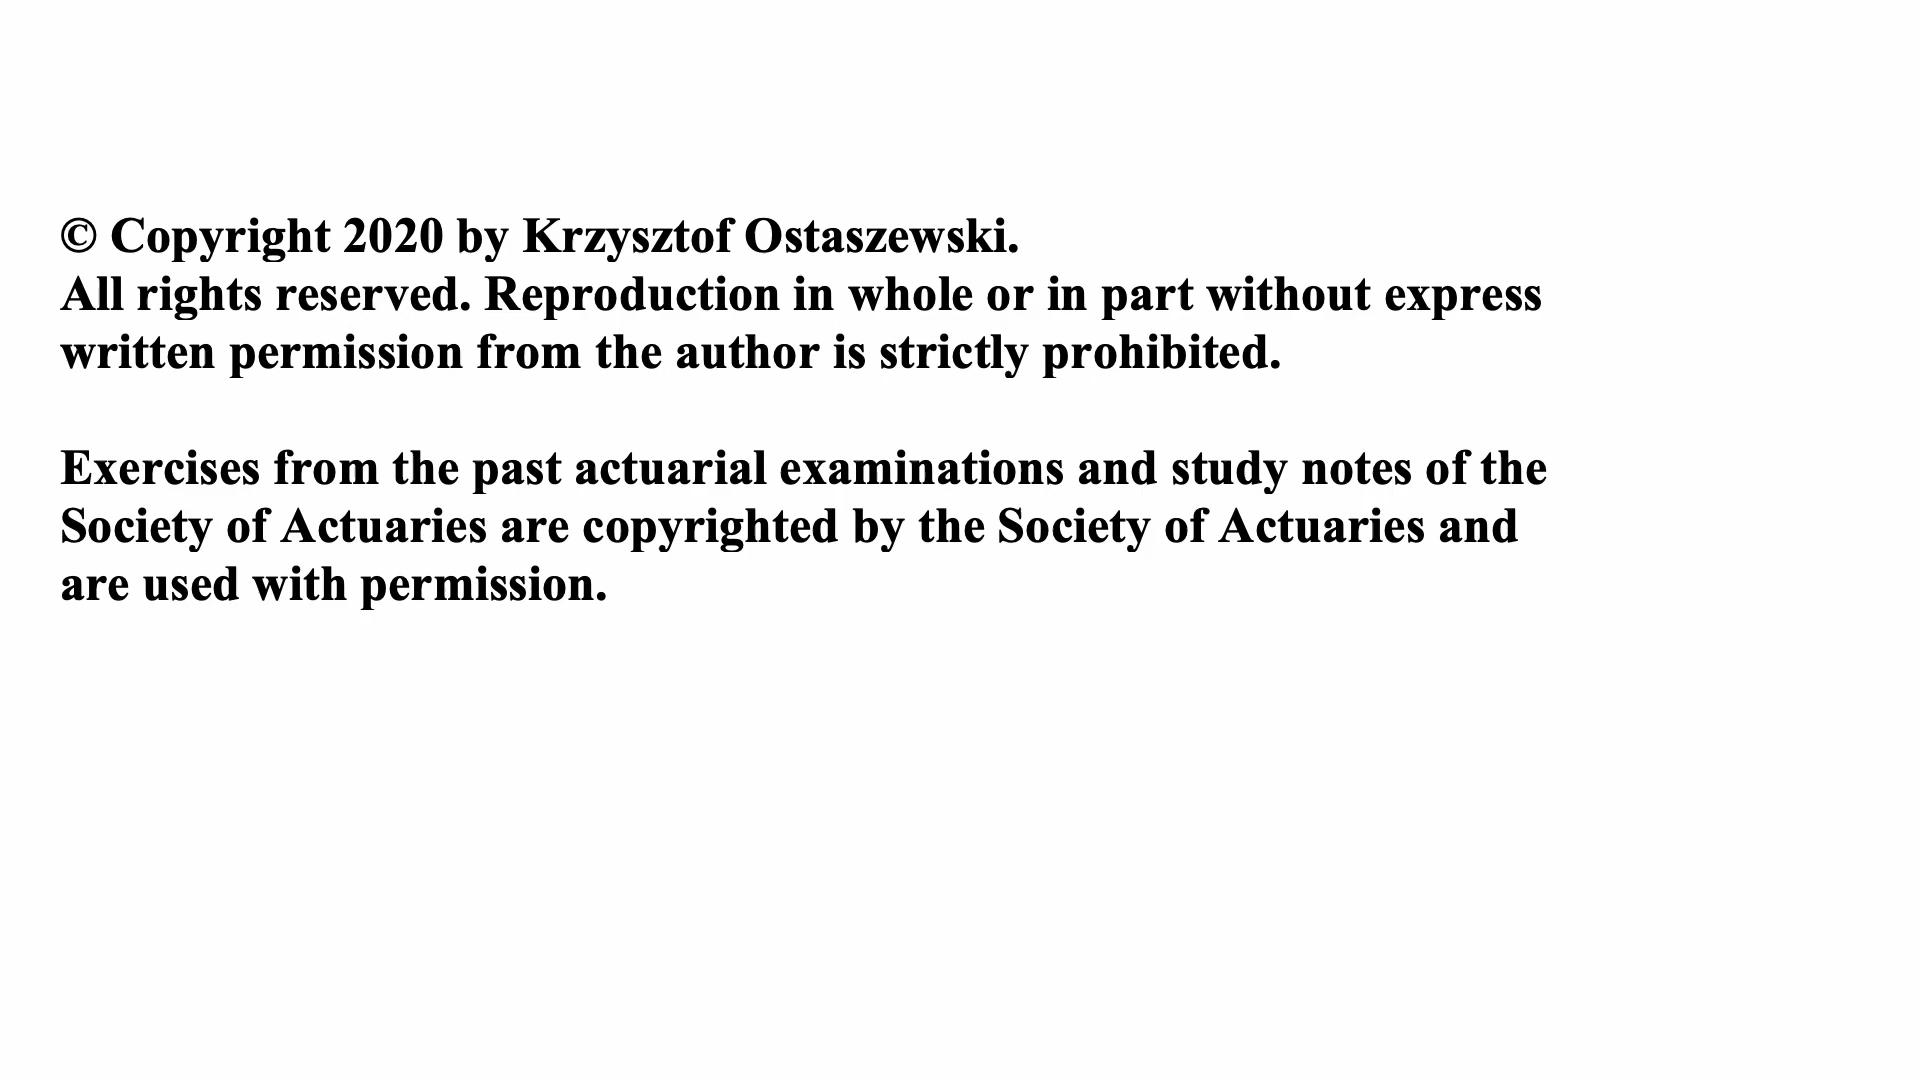 © Copyright 2020 by Krzysztof Ostaszewski.
All rights reserved. Reproduction in whole or in part without express
written permission from the author is strictly prohibited.
Exercises from the past actuarial examinations and study notes of the
Society of Actuaries are copyrighted by the Society of Actuaries and
are used with permission.